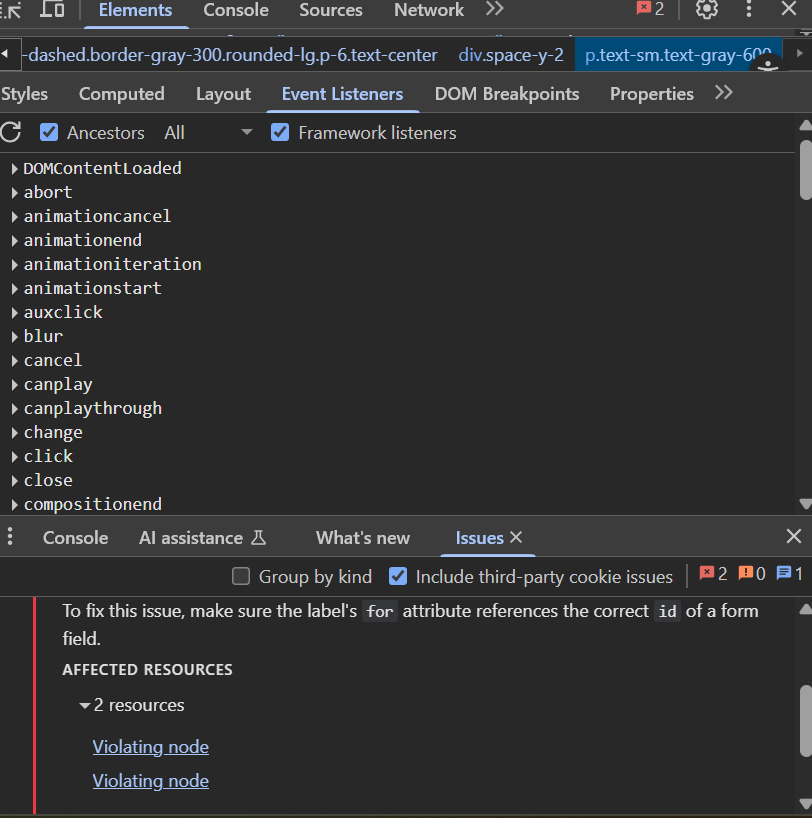 Elements Console Sources Network 2
-dashed.border-gray-300.rounded-lg.p-6.text-center div.space-y-2 p.text-sm.text-gray-600
Styles Computed Layout Event Listeners DOM Breakpoints Properties
Ancestors All Framework listeners
DOMContentLoaded
abort
animationcancel
animationend
animationiteration
animationstart
auxclick
blur
cancel
canplay
canplaythrough
change
click
close
compositionend
Console AI assistance What's new Issues
Group by kind Include third-party cookie issues 2 0 1
To fix this issue, make sure the label's for attribute references the correct id of a form
field.
AFFECTED RESOURCES
2 resources
Violating node
Violating node